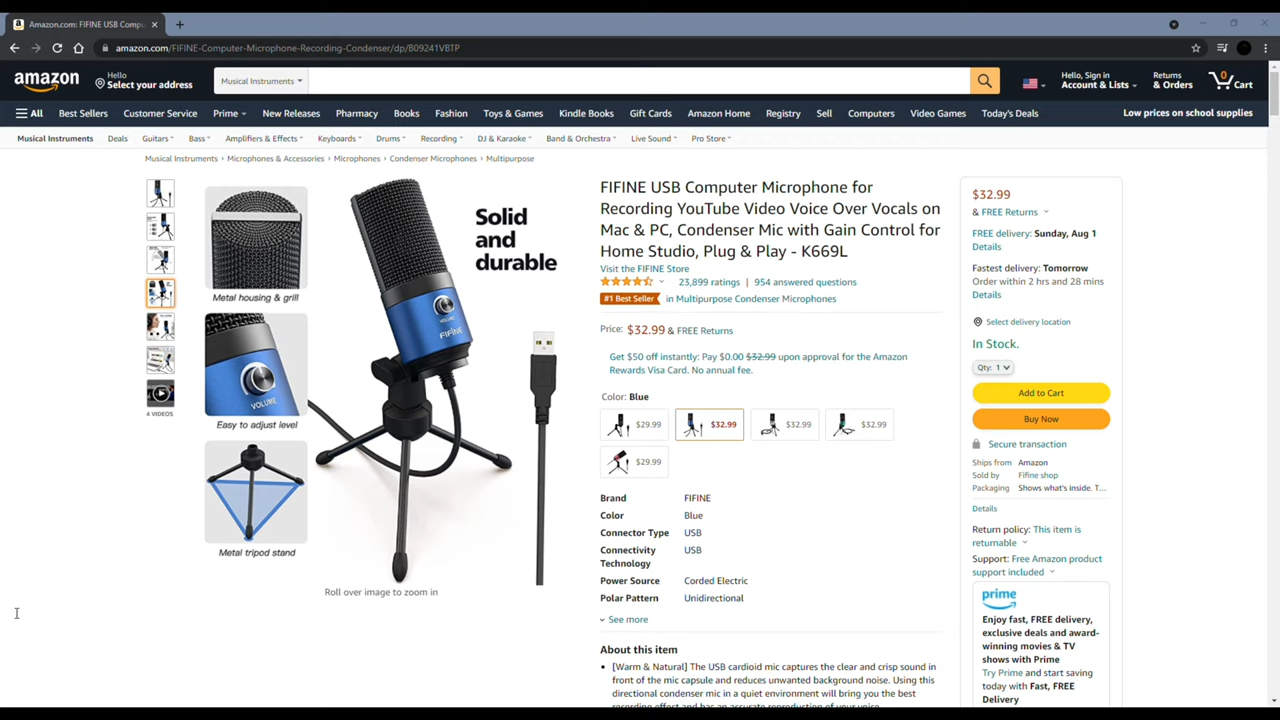 Amazon.com: FIFINE USB Compu
amazon.com/FIFINE-Computer-Microphone-Recording-Condenser/dp/B09241VBTP
amazon
Hello
Select your address
Musical Instruments
Hello, Sign in
Account & Lists
Returns
& Orders
0
Cart
All
Best Sellers
Customer Service
Prime
New Releases
Pharmacy
Books
Fashion
Toys & Games
Kindle Books
Gift Cards
Amazon Home
Registry
Sell
Computers
Video Games
Today's Deals
Low prices on school supplies
Musical Instruments
Deals
Guitars
Bass
Amplifiers & Effects
Keyboards
Drums
Recording
DJ & Karaoke
Band & Orchestra
Live Sound
Pro Store
Musical Instruments › Microphones & Accessories › Microphones › Condenser Microphones › Multipurpose
4 VIDEOS
Metal housing & grill
VOLUME
Easy to adjust level
Metal tripod stand
Solid
and
durable
VOLUME
FIFINE
Roll over image to zoom in
FIFINE USB Computer Microphone for
Recording YouTube Video Voice Over Vocals on
Mac & PC, Condenser Mic with Gain Control for
Home Studio, Plug & Play - K669L
Visit the FIFINE Store
23,899 ratings | 954 answered questions
#1 Best Seller in Multipurpose Condenser Microphones
Price: $32.99 & FREE Returns
Get $50 off instantly: Pay $0.00 $32.99 upon approval for the Amazon
Rewards Visa Card. No annual fee.
Color: Blue
$29.99
$32.99
$32.99
$32.99
$29.99
Brand FIFINE
Color Blue
Connector Type USB
Connectivity USB
Technology
Power Source Corded Electric
Polar Pattern Unidirectional
See more
About this item
• [Warm & Natural] The USB cardioid mic captures the clear and crisp sound in
front of the mic capsule and reduces unwanted background noise. Using this
directional condenser mic in a quiet environment will bring you the best
recording effect and has an accurate reproduction of your voice.
$32.99
& FREE Returns
FREE delivery: Sunday, Aug 1
Details
Fastest delivery: Tomorrow
Order within 2 hrs and 28 mins
Details
Select delivery location
In Stock.
Qty: 1
Add to Cart
Buy Now
Secure transaction
Ships from Amazon
Sold by Fifine shop
Packaging Shows what's inside. T...
Details
Return policy: This item is
returnable
Support: Free Amazon product
support included
prime
Enjoy fast, FREE delivery,
exclusive deals and award-
winning movies & TV
shows with Prime
Try Prime and start saving
today with Fast, FREE
Delivery